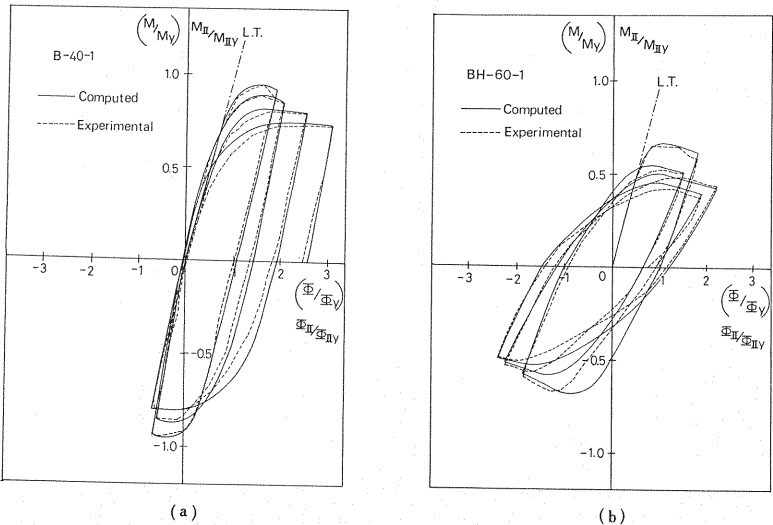 (M/My) MⅡ/MⅡy
L.T.
B-40-1
Computed
Experimental
1.0
0.5
-3 -2 -1 0 1 2 3
(Φ/Φy)
ΦⅡ/ΦⅡy
-0.5
-1.0
(a)
(M/My) MⅡ/MⅡy
BH-60-1
L.T.
Computed
Experimental
1.0
0.5
-3 -2 -1 0 1 2 3
(Φ/Φy)
ΦⅡ/ΦⅡy
-0.5
-1.0
(b)